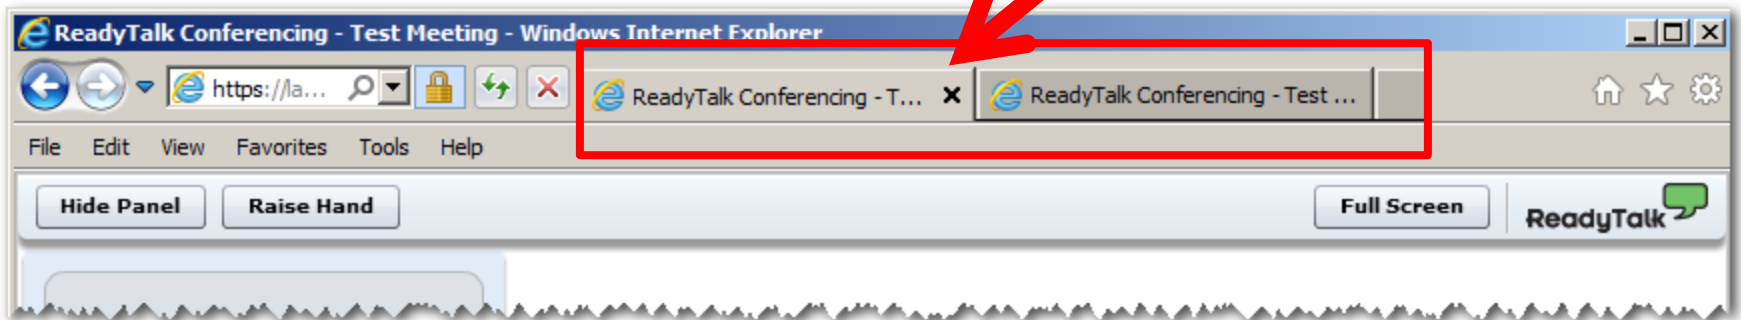 ReadyTalk Conferencing - Test Meeting - Windows Internet Explorer
https://la...
ReadyTalk Conferencing - T...
ReadyTalk Conferencing - Test ...
File Edit View Favorites Tools Help
Hide Panel Raise Hand Full Screen ReadyTalk